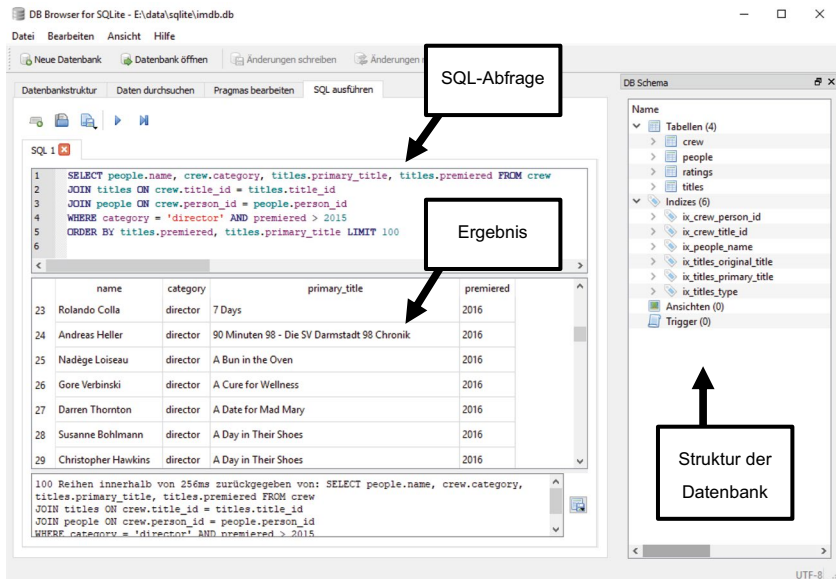 DB Browser for SQLite - E:\data\sqlite\imdb.db
Datei Bearbeiten Ansicht Hilfe
Neue Datenbank Datenbank öffnen Änderungen schreiben Änderungen
SQL-Abfrage
Datenbankstruktur Daten durchsuchen Pragmas bearbeiten SQL ausführen
SQL 1
1 SELECT people.name, crew.category, titles.primary_title, titles.premiered FROM crew
2 JOIN titles ON crew.title_id = titles.title_id
3 JOIN people ON crew.person_id = people.person_id
4 WHERE category = 'director' AND premiered > 2015
5 ORDER BY titles.premiered, titles.primary_title LIMIT 100
6
Ergebnis
name category primary_title premiered
23 Rolando Colla director 7 Days 2016
24 Andreas Heller director 90 Minuten 98 - Die SV Darmstadt 98 Chronik 2016
25 Nadège Loiseau director A Bun in the Oven 2016
26 Gore Verbinski director A Cure for Wellness 2016
27 Darren Thornton director A Date for Mad Mary 2016
28 Susanne Bohlmann director A Day in Their Shoes 2016
29 Christopher Hawkins director A Day in Their Shoes 2016
100 Reihen innerhalb von 256ms zurückgegeben von: SELECT people.name, crew.category,
titles.primary_title, titles.premiered FROM crew
JOIN titles ON crew.title_id = titles.title_id
JOIN people ON crew.person_id = people.person_id
WHERE category = 'director' AND premiered > 2015
DB Schema
Name
Tabellen (4)
crew
people
ratings
titles
Indizes (6)
ix_crew_person_id
ix_crew_title_id
ix_people_name
ix_titles_original_title
ix_titles_primary_title
ix_titles_type
Ansichten (0)
Trigger (0)
Struktur der
Datenbank
UTF-8